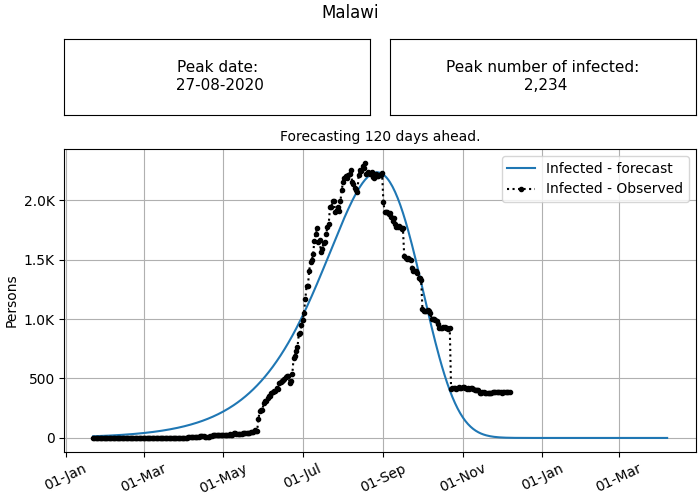 Malawi
Peak date:
27-08-2020
Peak number of infected:
2,234
Forecasting 120 days ahead.
Infected - forecast
Infected - Observed
Persons
2.0K
1.5K
1.0K
500
0
01-Jan
01-Mar
01-May
01-Jul
01-Sep
01-Nov
01-Jan
01-Mar